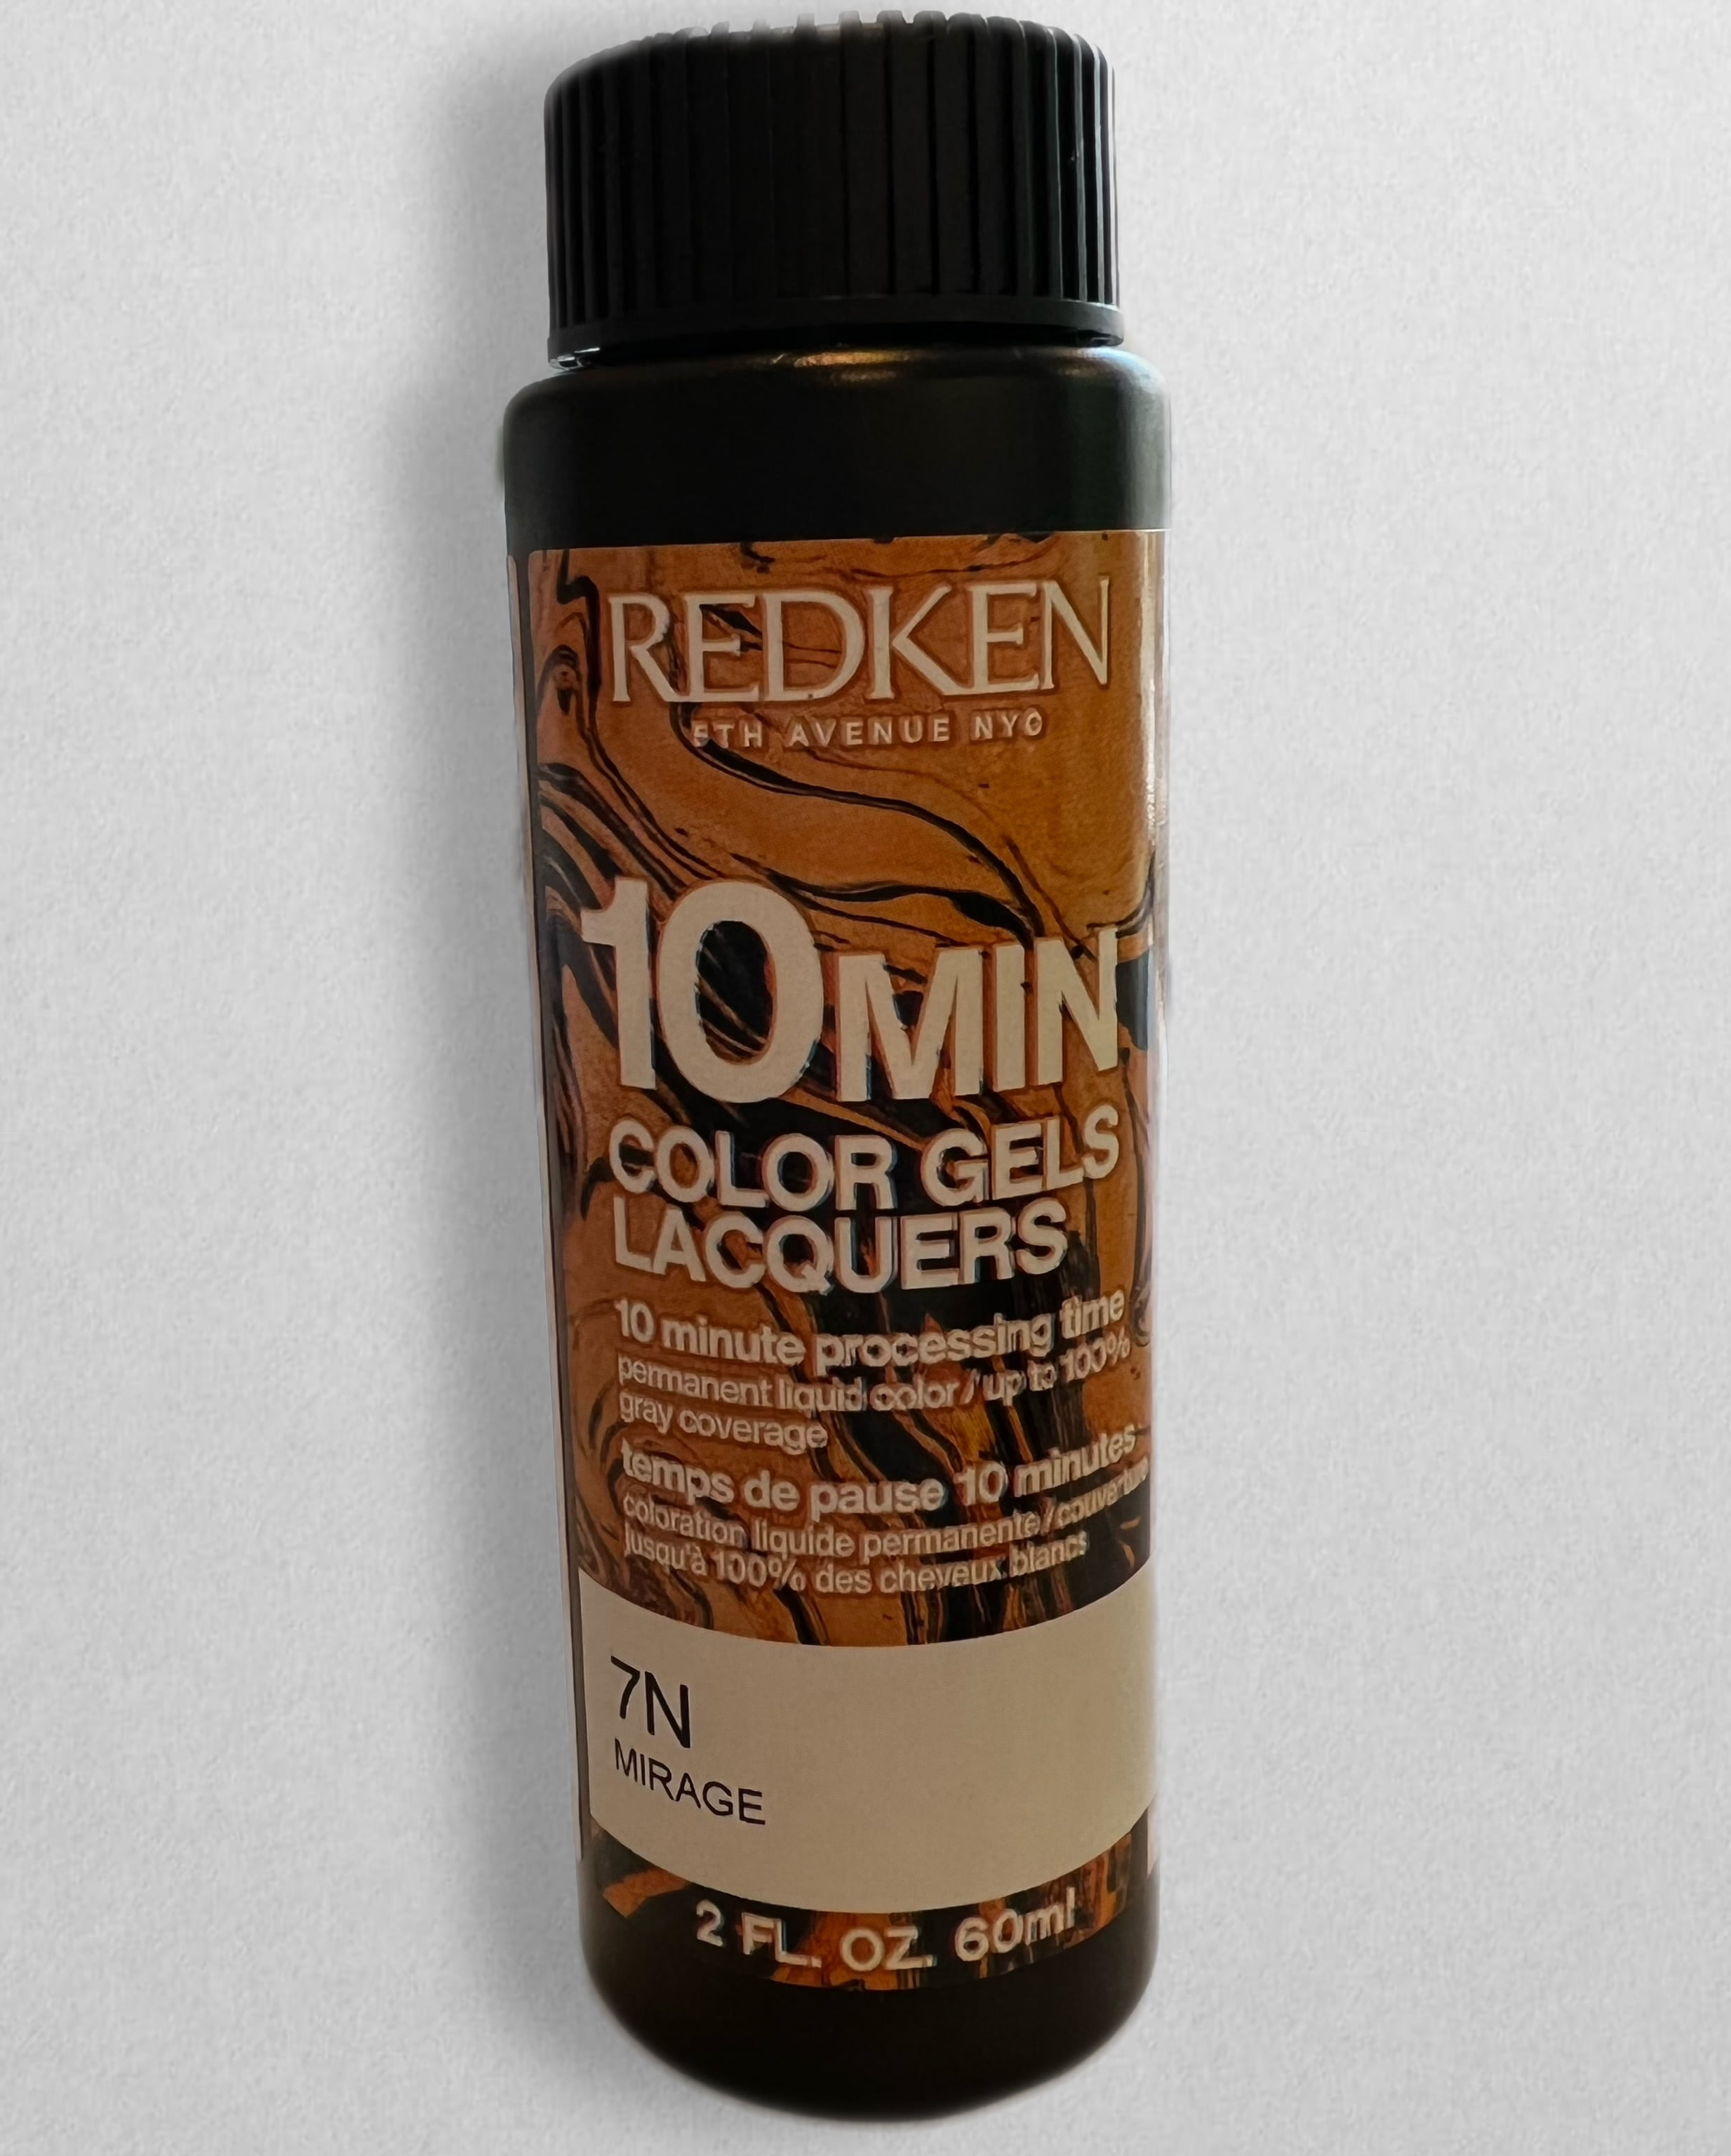 REDKEN
5TH AVENUE NYC
10 MIN
COLOR GELS
LACQUERS
10 minute processing time
permanent liquid color / up to 100%
gray coverage
temps de pause 10 minutes
coloration liquide permanente / couverture
jusqu'à 100% des cheveux blancs
7N
MIRAGE
2 FL. OZ. 60ml